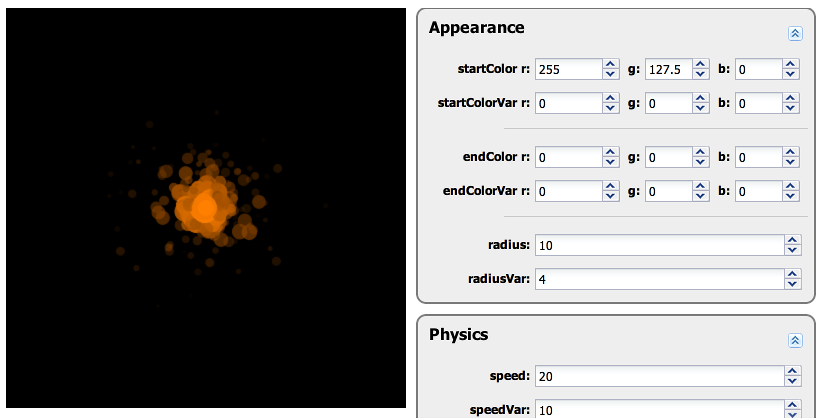 Appearance
startColor r: 255 g: 127.5 b: 0
startColorVar r: 0 g: 0 b: 0
endColor r: 0 g: 0 b: 0
endColorVar r: 0 g: 0 b: 0
radius: 10
radiusVar: 4
Physics
speed: 20
speedVar: 10